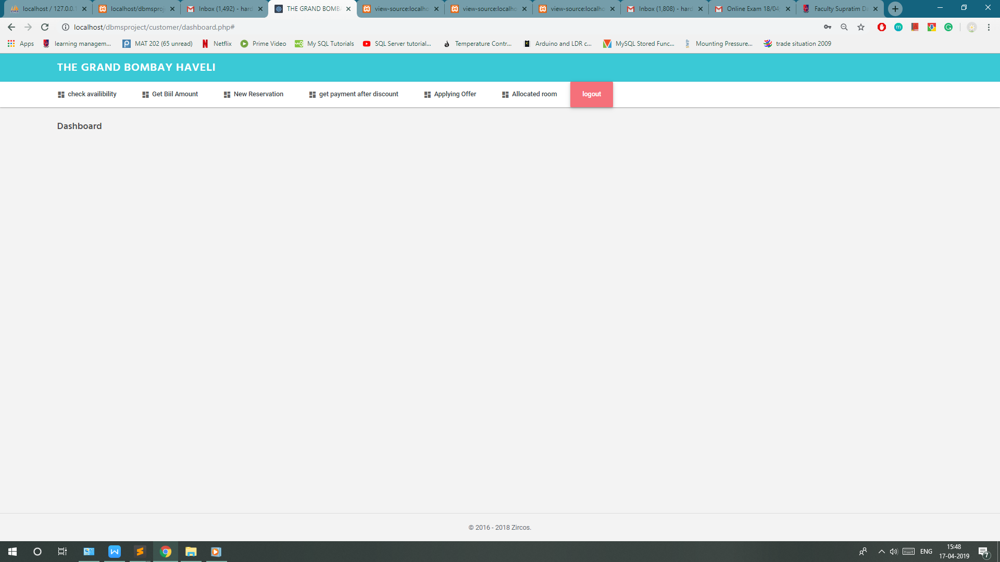 localhost / 127.0.0.1
localhost/dbmsproj
Inbox (1,492) - hard
THE GRAND BOMBA
view-source:localho
view-source:localho
view-source:localho
Inbox (1,808) - hard
Online Exam 18/04
Faculty Supratim Da
localhost/dbmsproject/customer/dashboard.php#
Apps
learning managem...
MAT 202 (65 unread)
Netflix
Prime Video
My SQL Tutorials
SQL Server tutorial...
Temperature Contr...
Arduino and LDR c...
MySQL Stored Func...
Mounting Pressure...
trade situation 2009
THE GRAND BOMBAY HAVELI
check availibility
Get Biil Amount
New Reservation
get payment after discount
Applying Offer
Allocated room
logout
Dashboard
© 2016 - 2018 Zircos.
ENG
15:48
17-04-2019
7